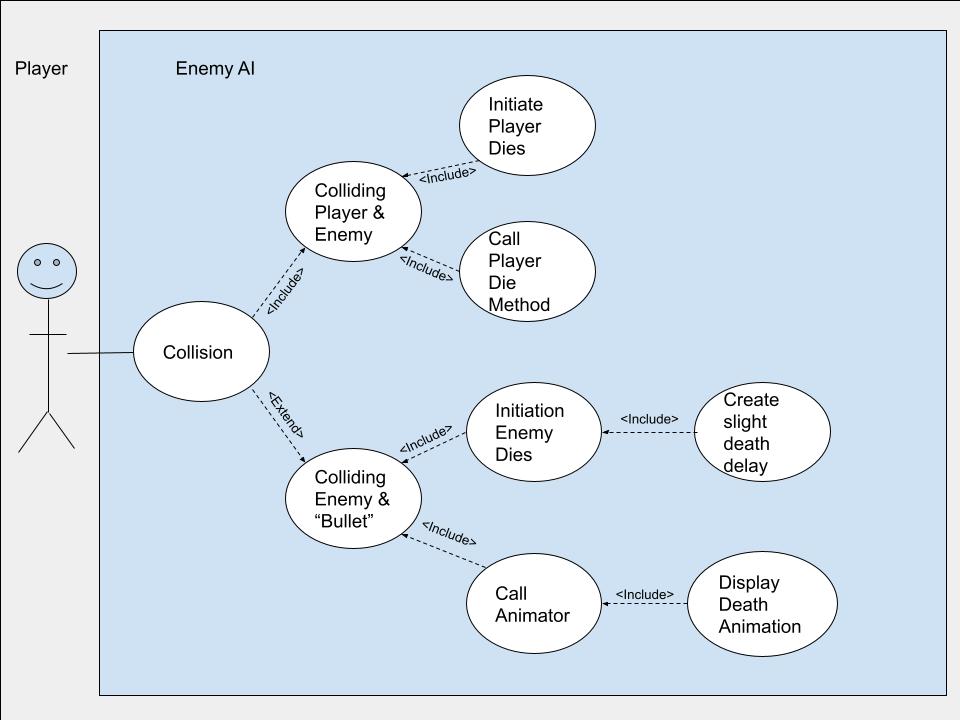 Player
Enemy AI
Initiate
Player
Dies
<Include>
Colliding
Player &
Enemy
Call
Player
Die
Method
<Include>
<Include>
Collision
<Extend>
Colliding
Enemy &
“Bullet”
<Include>
Initiation
Enemy
Dies
<Include>
Create
slight
death
delay
<Include>
Call
Animator
<Include>
Display
Death
Animation